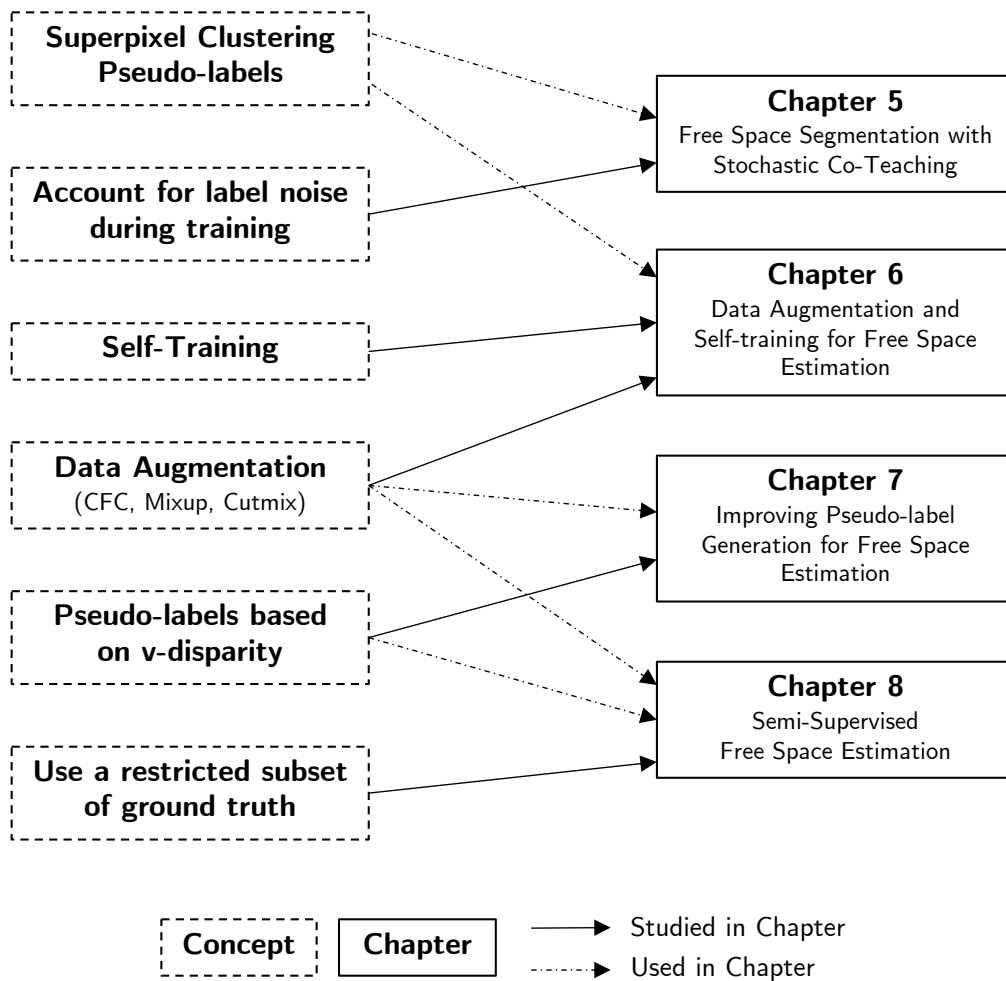 Superpixel Clustering
Pseudo-labels
Account for label noise
during training
Self-Training
Data Augmentation
(CFC, Mixup, Cutmix)
Pseudo-labels based
on v-disparity
Use a restricted subset
of ground truth
Chapter 5
Free Space Segmentation with
Stochastic Co-Teaching
Chapter 6
Data Augmentation and
Self-training for Free Space
Estimation
Chapter 7
Improving Pseudo-label
Generation for Free Space
Estimation
Chapter 8
Semi-Supervised
Free Space Estimation
Concept
Chapter
Studied in Chapter
Used in Chapter